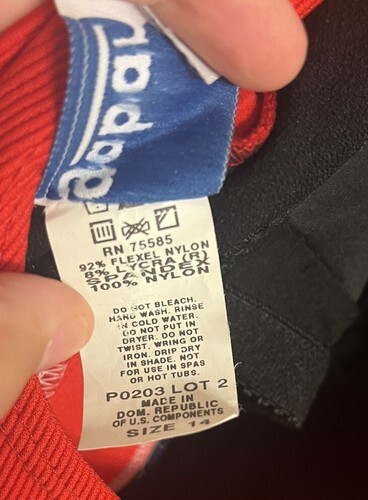 RN 75585
92% FLEXEL NYLON
8% LYCRA (R)
SPANDEX
100% NYLON
DO NOT BLEACH.
HAND WASH. RINSE
IN COLD WATER.
DO NOT PUT IN
DRYER. DO NOT
TWIST, WRING OR
IRON. DRIP DRY
IN SHADE. NOT
FOR USE IN SPAS
OR HOT TUBS.
P0203 LOT 2
MADE IN
DOM. REPUBLIC
OF U.S. COMPONENTS
SIZE 14